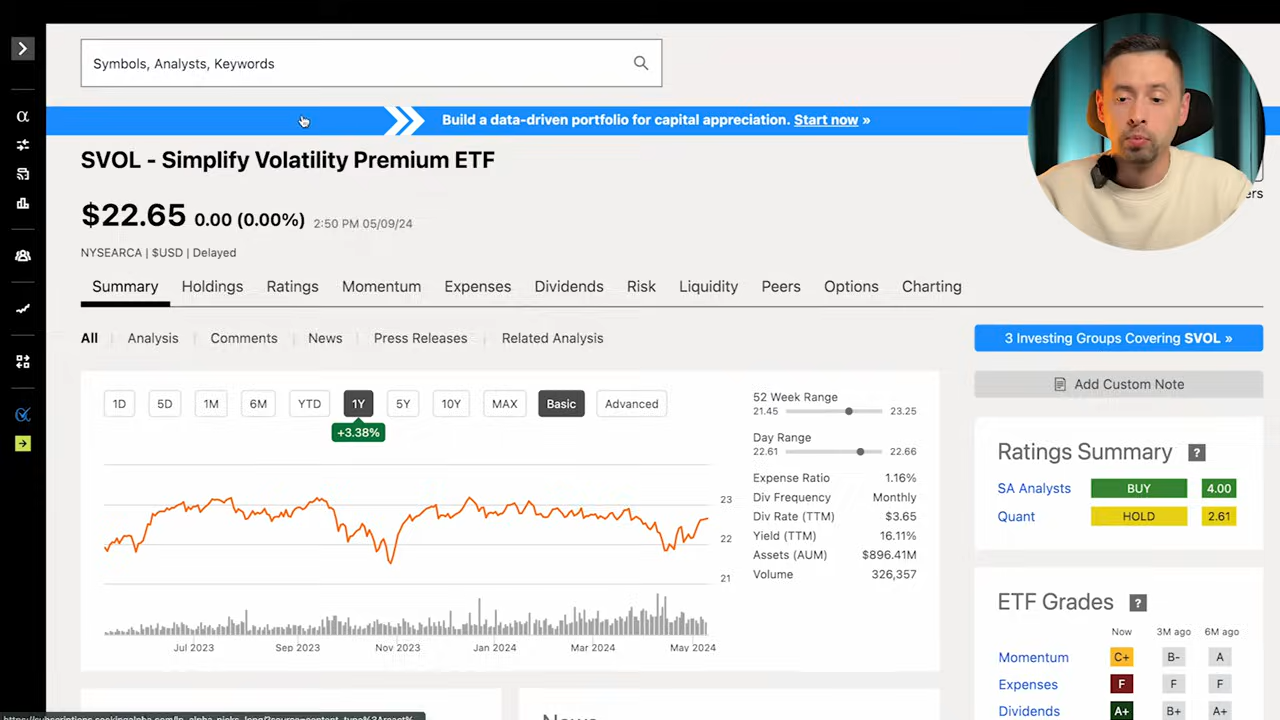 Symbols, Analysts, Keywords
Build a data-driven portfolio for capital appreciation. Start now »
SVOL - Simplify Volatility Premium ETF
$22.65 0.00 (0.00%) 2:50 PM 05/09/24
NYSEARCA | $USD | Delayed
Summary Holdings Ratings Momentum Expenses Dividends Risk Liquidity Peers Options Charting
All Analysis Comments News Press Releases Related Analysis
1D 5D 1M 6M YTD 1Y 5Y 10Y MAX Basic Advanced
+3.38%
23
22
21
Jul 2023 Sep 2023 Nov 2023 Jan 2024 Mar 2024 May 2024
52 Week Range
21.45 23.25
Day Range
22.61 22.66
Expense Ratio 1.16%
Div Frequency Monthly
Div Rate (TTM) $3.65
Yield (TTM) 16.11%
Assets (AUM) $896.41M
Volume 326,357
3 Investing Groups Covering SVOL »
Add Custom Note
Ratings Summary ?
SA Analysts BUY 4.00
Quant HOLD 2.61
ETF Grades ?
Now 3M ago 6M ago
Momentum C+ B- A
Expenses F F F
Dividends A+ B+ A+